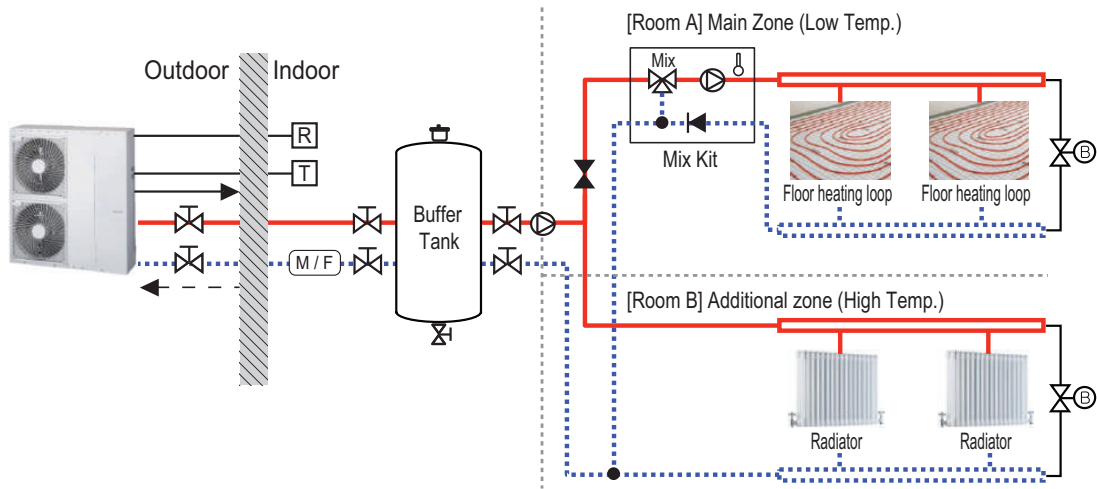 Outdoor
Indoor
R
T
M / F
Buffer
Tank
[Room A] Main Zone (Low Temp.)
Mix
Mix Kit
Floor heating loop
Floor heating loop
B
[Room B] Additional zone (High Temp.)
Radiator
Radiator
B